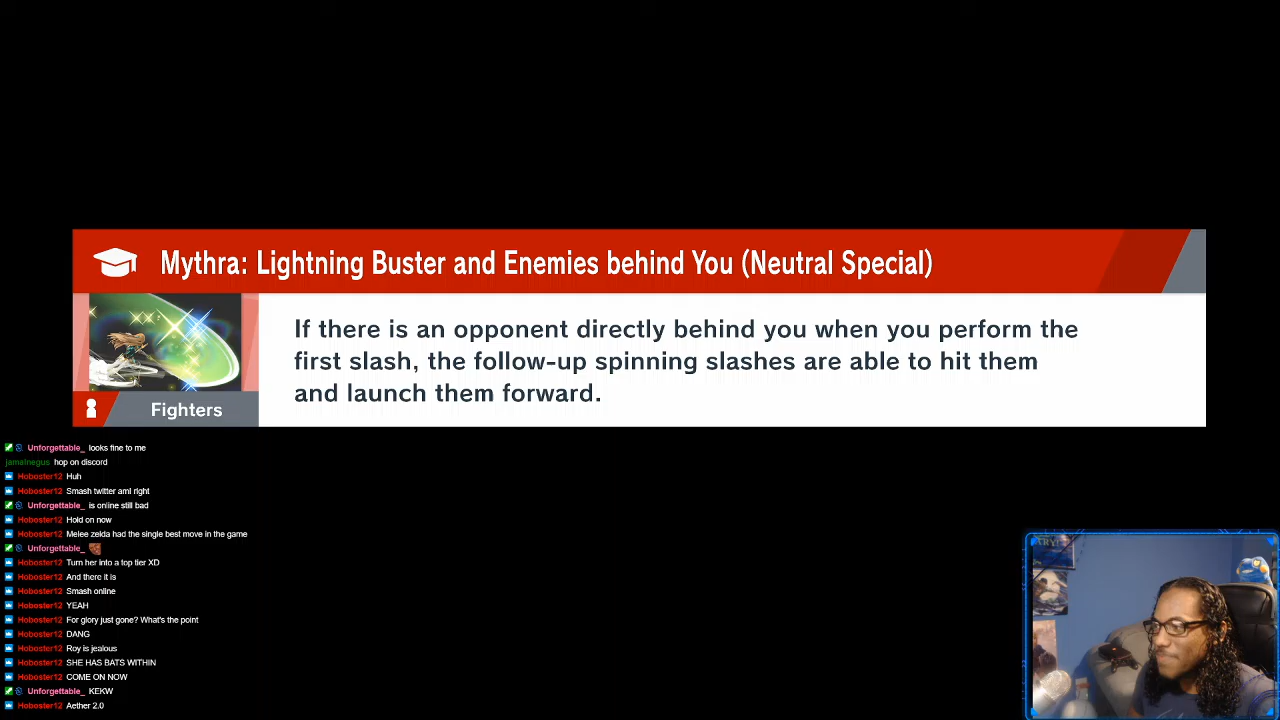 Mythra: Lightning Buster and Enemies behind You (Neutral Special)
If there is an opponent directly behind you when you perform the
first slash, the follow-up spinning slashes are able to hit them
and launch them forward.
Fighters
Unforgettable_ looks fine to me
jamalnegus hop on discord
Hoboster12 Huh
Hoboster12 Smash twitter amI right
Unforgettable_ is online still bad
Hoboster12 Hold on now
Hoboster12 Melee zelda had the single best move in the game
Unforgettable_
Hoboster12 Turn her into a top tier XD
Hoboster12 And there it is
Hoboster12 Smash online
Hoboster12 YEAH
Hoboster12 For glory just gone? What's the point
Hoboster12 DANG
Hoboster12 Roy is jealous
Hoboster12 SHE HAS BATS WITHIN
Hoboster12 COME ON NOW
Unforgettable_ KEKW
Hoboster12 Aether 2.0